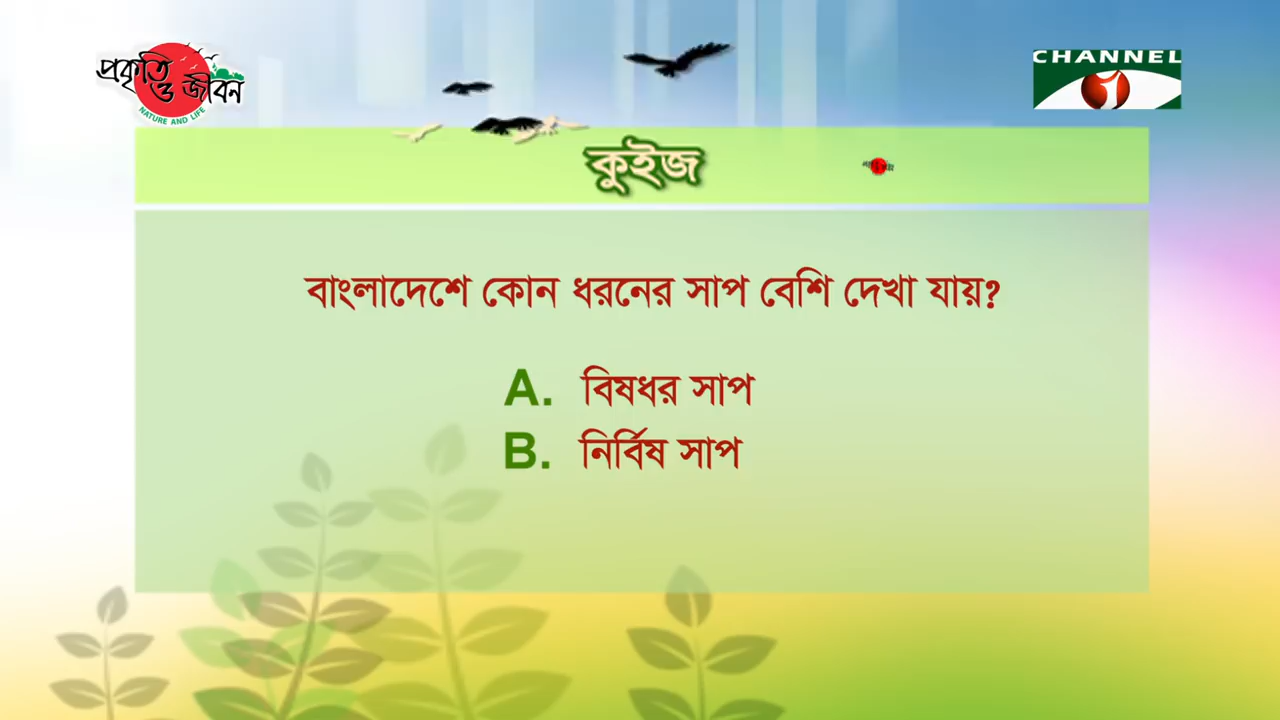 প্রকৃতি ও জীবন
NATURE AND LIFE
CHANNEL
কুইজ
বাংলাদেশে কোন ধরনের সাপ বেশি দেখা যায়?
A. বিষধর সাপ
B. নির্বিষ সাপ